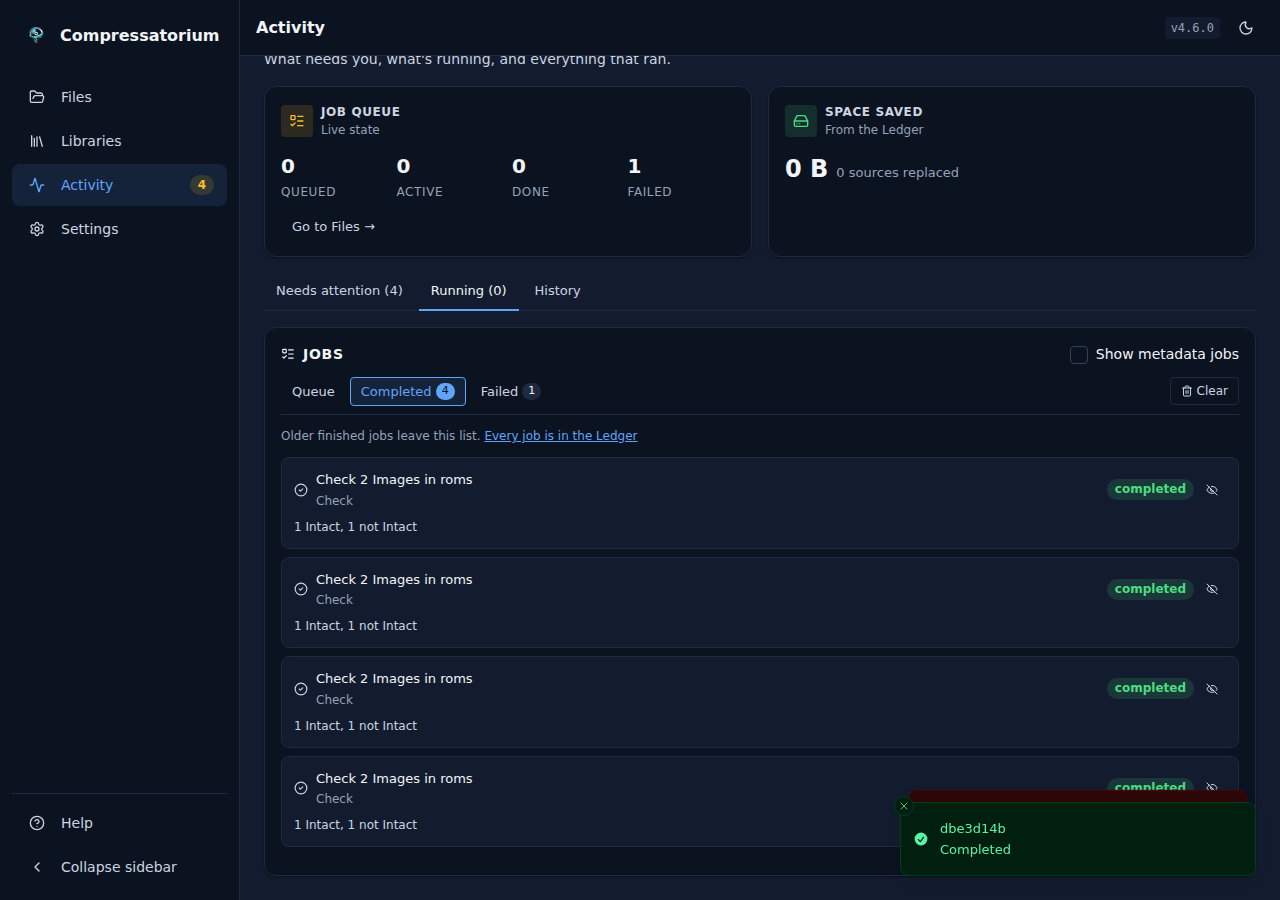 Compressatorium
Files
Libraries
Activity 4
Settings
Help
Collapse sidebar
Activity
v4.6.0
What needs you, what's running, and everything that ran.
JOB QUEUE
Live state
0 0 0 1
QUEUED ACTIVE DONE FAILED
Go to Files →
SPACE SAVED
From the Ledger
0 B 0 sources replaced
Needs attention (4) Running (0) History
JOBS
Show metadata jobs
Queue Completed 4 Failed 1
Clear
Older finished jobs leave this list. Every job is in the Ledger
Check 2 Images in roms
Check
completed
1 Intact, 1 not Intact
Check 2 Images in roms
Check
completed
1 Intact, 1 not Intact
Check 2 Images in roms
Check
completed
1 Intact, 1 not Intact
Check 2 Images in roms
Check
completed
1 Intact, 1 not Intact
dbe3d14b
Completed